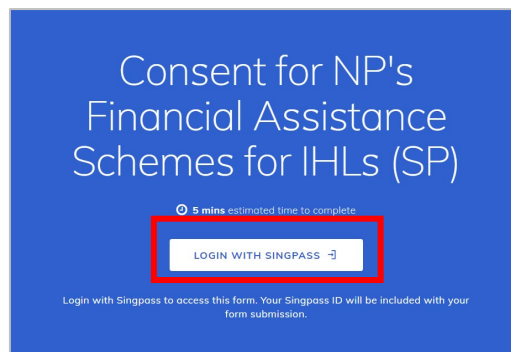 Consent for NP's
Financial Assistance
Schemes for IHLs (SP)
5 mins estimated time to complete
LOGIN WITH SINGPASS
Login with Singpass to access this form. Your Singpass ID will be included with your
form submission.